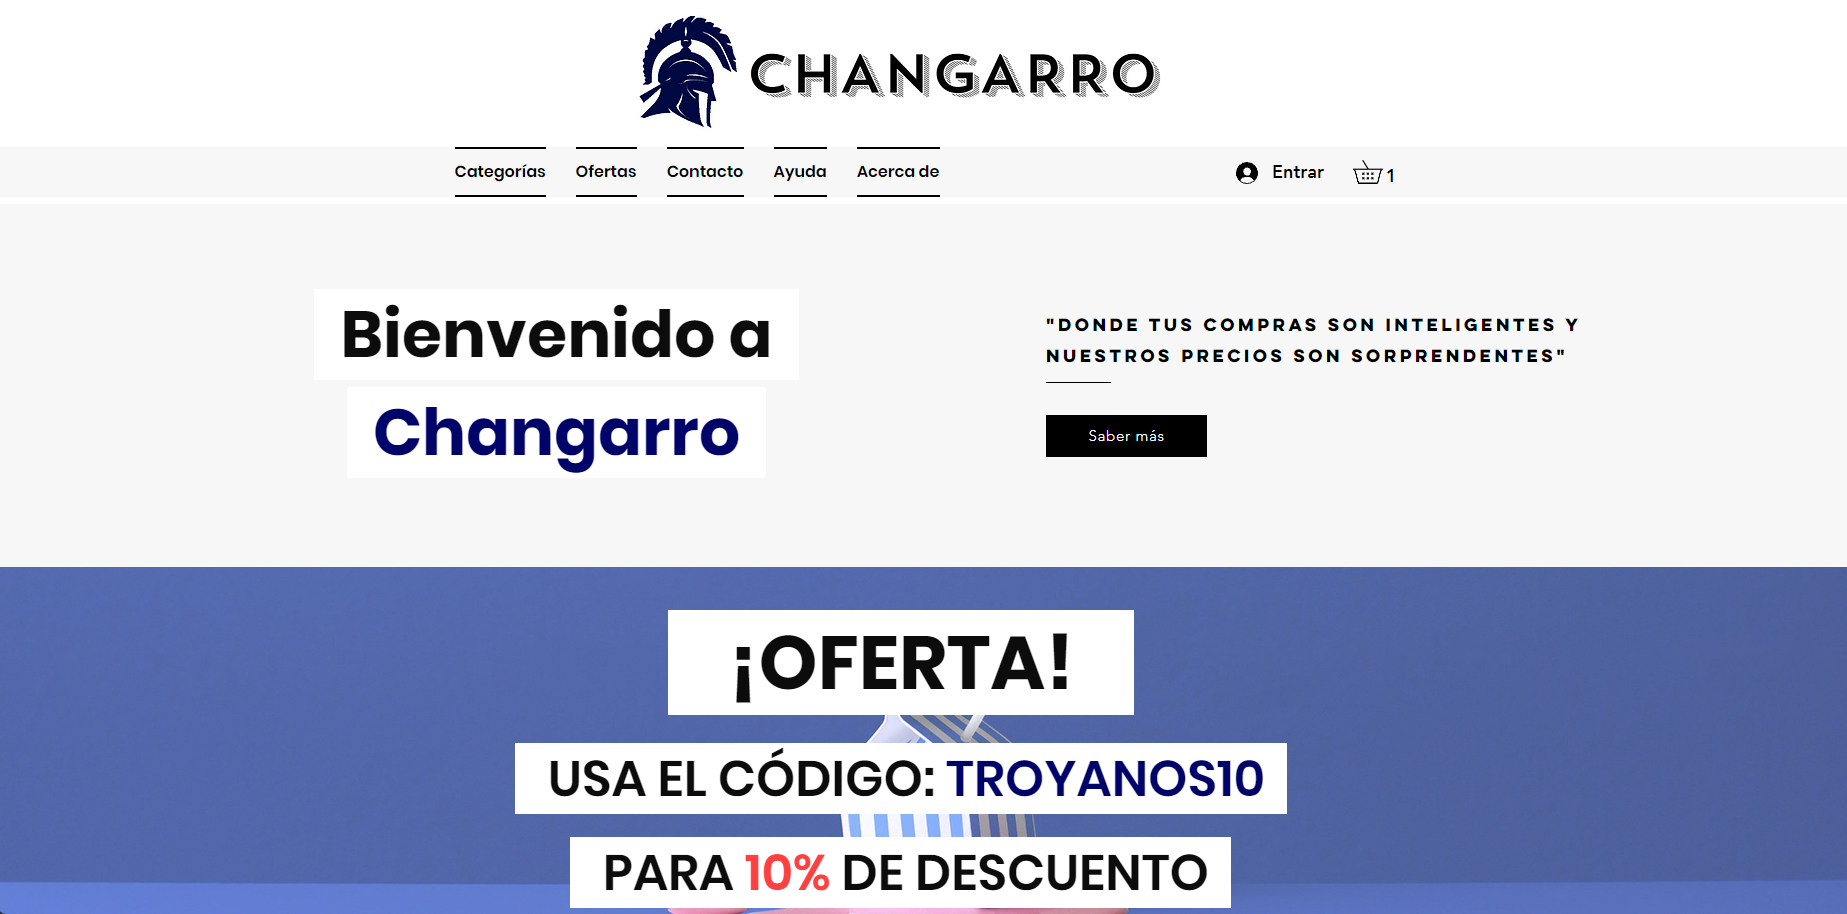 CHANGARRO
Categorías Ofertas Contacto Ayuda Acerca de Entrar 1
Bienvenido a
Changarro
"DONDE TUS COMPRAS SON INTELIGENTES Y
NUESTROS PRECIOS SON SORPRENDENTES"
Saber más
¡OFERTA!
USA EL CÓDIGO: TROYANOS10
PARA 10% DE DESCUENTO